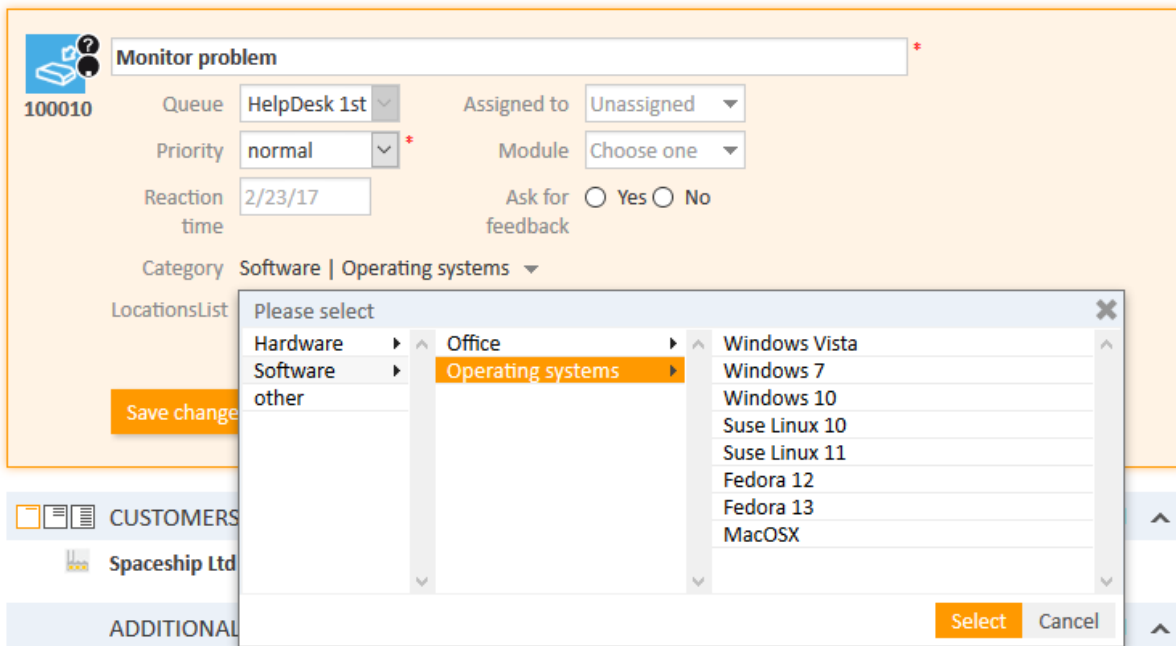 ?
Monitor problem *
100010
Queue HelpDesk 1st Assigned to Unassigned
Priority normal * Module Choose one
Reaction time 2/23/17 Ask for feedback Yes No
Category Software | Operating systems
LocationsList
Please select
Hardware Office Windows Vista
Software Operating systems Windows 7
other Windows 10
Suse Linux 10
Suse Linux 11
Fedora 12
Fedora 13
MacOSX
Save change
Select Cancel
CUSTOMERS
Spaceship Ltd
ADDITIONAL